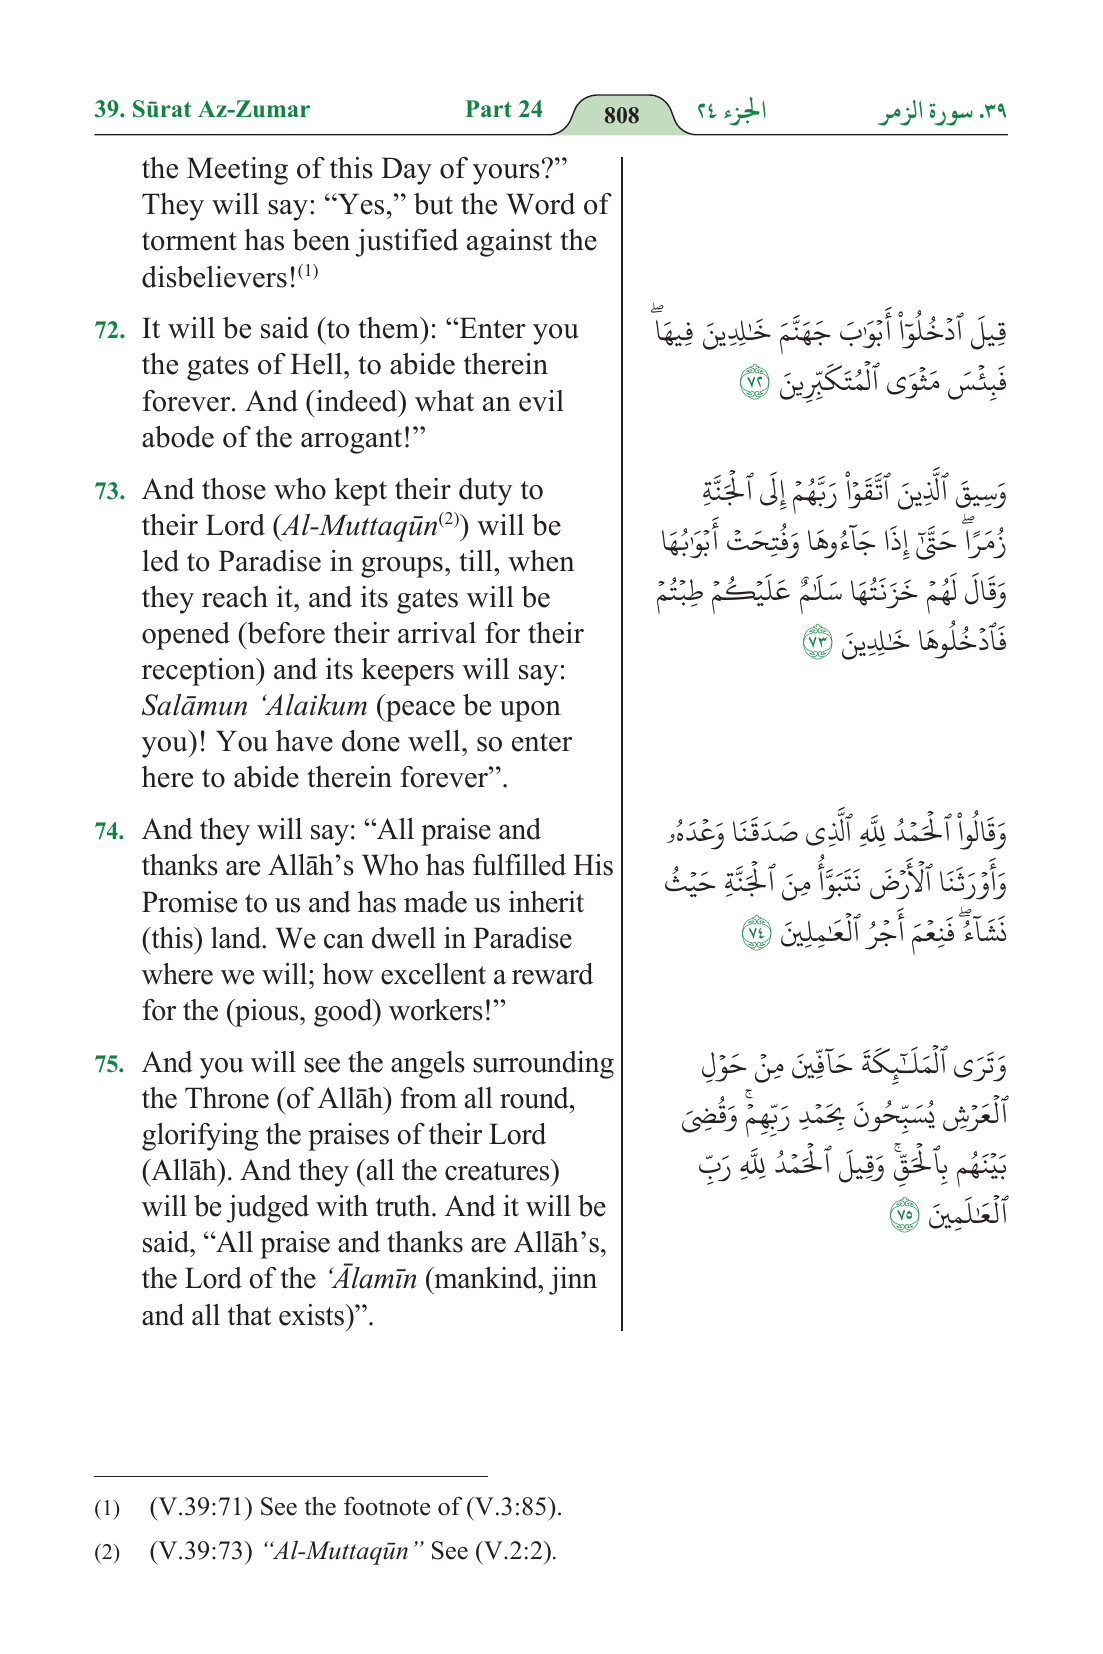 39. Sūrat Az-Zumar Part 24 808 الجزء ٢٤ ٣٩. سورة الزمر
the Meeting of this Day of yours?”
They will say: “Yes,” but the Word of
torment has been justified against the
disbelievers!(1)
72. It will be said (to them): “Enter you
the gates of Hell, to abide therein
forever. And (indeed) what an evil
abode of the arrogant!”
73. And those who kept their duty to
their Lord (Al-Muttaqūn(2)) will be
led to Paradise in groups, till, when
they reach it, and its gates will be
opened (before their arrival for their
reception) and its keepers will say:
Salāmun ‘Alaikum (peace be upon
you)! You have done well, so enter
here to abide therein forever”.
74. And they will say: “All praise and
thanks are Allāh’s Who has fulfilled His
Promise to us and has made us inherit
(this) land. We can dwell in Paradise
where we will; how excellent a reward
for the (pious, good) workers!”
75. And you will see the angels surrounding
the Throne (of Allāh) from all round,
glorifying the praises of their Lord
(Allāh). And they (all the creatures)
will be judged with truth. And it will be
said, “All praise and thanks are Allāh’s,
the Lord of the ‘Ālamīn (mankind, jinn
and all that exists)”.
قِيلَ ٱدۡخُلُوٓاْ أَبۡوَٰبَ جَهَنَّمَ خَٰلِدِينَ فِيهَاۖ
فَبِئۡسَ مَثۡوَى ٱلۡمُتَكَبِّرِينَ ٧٢
وَسِيقَ ٱلَّذِينَ ٱتَّقَوۡاْ رَبَّهُمۡ إِلَى ٱلۡجَنَّةِ
زُمَرًاۖ حَتَّىٰٓ إِذَا جَآءُوهَا وَفُتِحَتۡ أَبۡوَٰبُهَا
وَقَالَ لَهُمۡ خَزَنَتُهَا سَلَٰمٌ عَلَيۡكُمۡ طِبۡتُمۡ
فَٱدۡخُلُوهَا خَٰلِدِينَ ٧٣
وَقَالُواْ ٱلۡحَمۡدُ لِلَّهِ ٱلَّذِى صَدَقَنَا وَعۡدَهُۥ
وَأَوۡرَثَنَا ٱلۡأَرۡضَ نَتَبَوَّأُ مِنَ ٱلۡجَنَّةِ حَيۡثُ
نَشَآءُۖ فَنِعۡمَ أَجۡرُ ٱلۡعَٰمِلِينَ ٧٤
وَتَرَى ٱلۡمَلَٰٓئِكَةَ حَآفِّينَ مِنۡ حَوۡلِ
ٱلۡعَرۡشِ يُسَبِّحُونَ بِحَمۡدِ رَبِّهِمۡۚ وَقُضِىَ
بَيۡنَهُم بِٱلۡحَقِّۚ وَقِيلَ ٱلۡحَمۡدُ لِلَّهِ رَبِّ
ٱلۡعَٰلَمِينَ ٧٥
(1) (V.39:71) See the footnote of (V.3:85).
(2) (V.39:73) “Al-Muttaqūn” See (V.2:2).